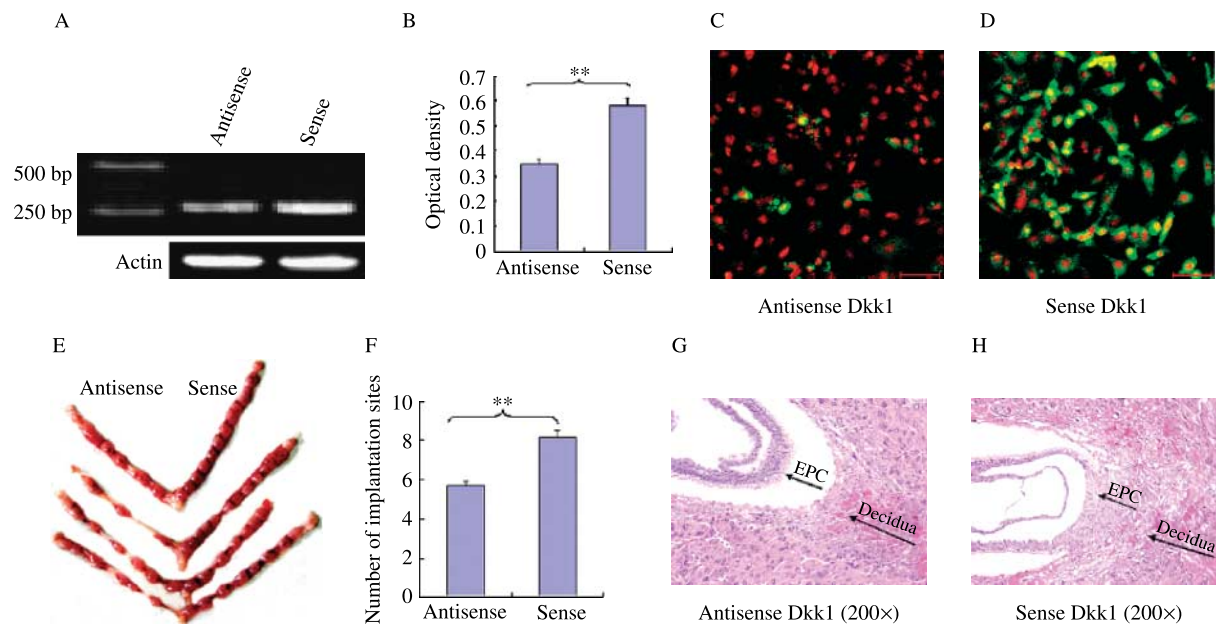 A
Antisense
Sense
500 bp
250 bp
Actin
B
**
Optical density
0.7
0.6
0.5
0.4
0.3
0.2
0.1
0
Antisense Sense
C
Antisense Dkk1
D
Sense Dkk1
E
Antisense Sense
F
**
Number of implantation sites
10
8
6
4
2
0
Antisense Sense
G
EPC
Decidua
Antisense Dkk1 (200×)
H
EPC
Decidua
Sense Dkk1 (200×)